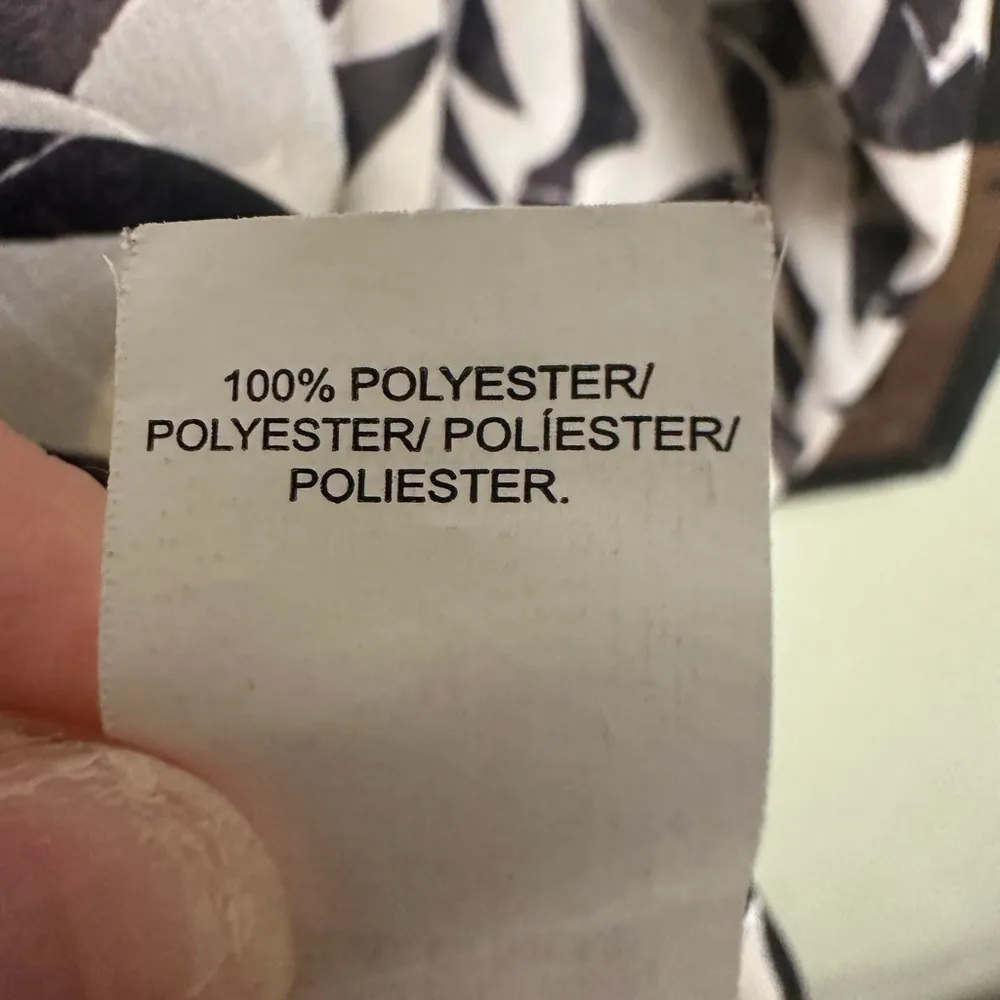 100% POLYESTER/
POLYESTER/ POLÍESTER/
POLIESTER.